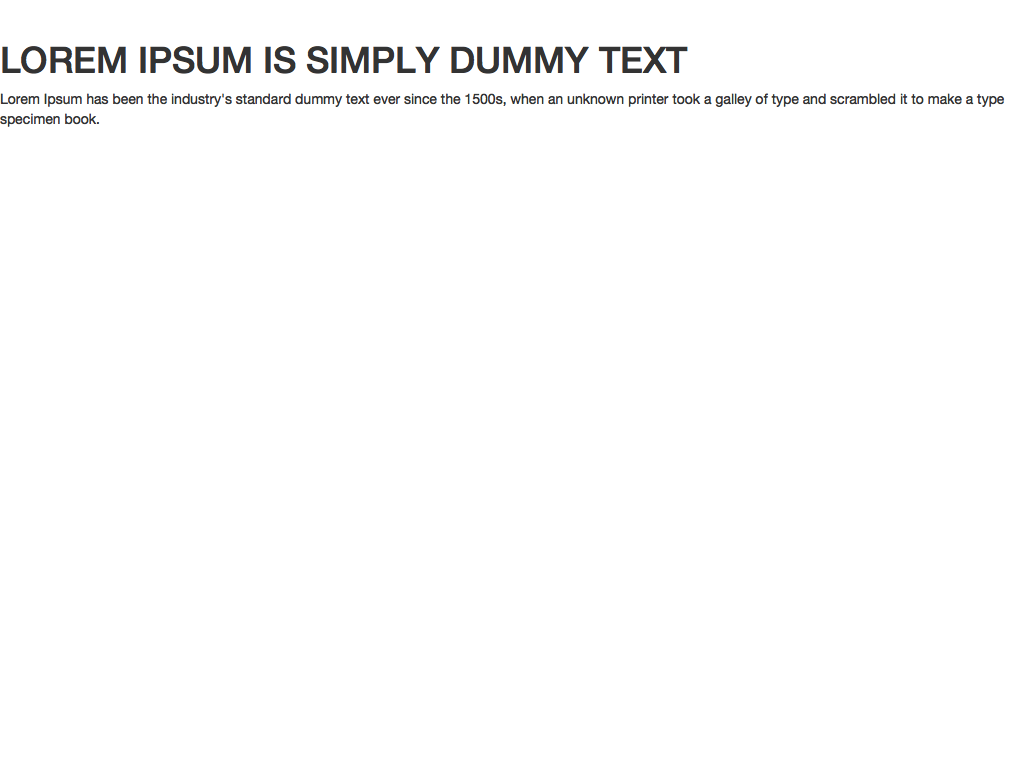 LOREM IPSUM IS SIMPLY DUMMY TEXT
Lorem Ipsum has been the industry's standard dummy text ever since the 1500s, when an unknown printer took a galley of type and scrambled it to make a type
specimen book.